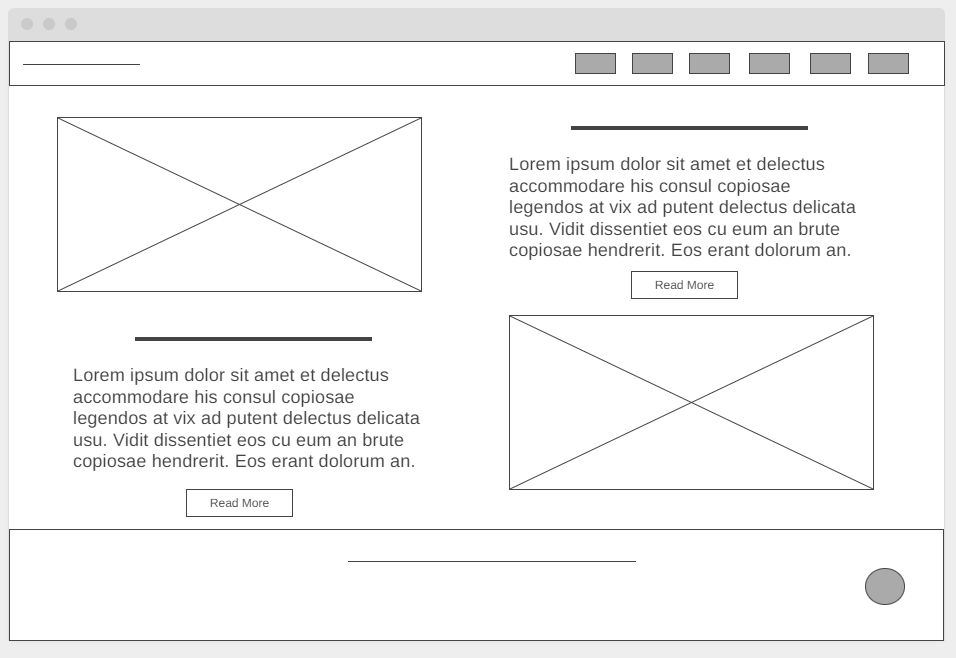 Lorem ipsum dolor sit amet et delectus
accommodare his consul copiosae
legendos at vix ad putent delectus delicata
usu. Vidit dissentiet eos cu eum an brute
copiosae hendrerit. Eos erant dolorum an.
Read More
Lorem ipsum dolor sit amet et delectus
accommodare his consul copiosae
legendos at vix ad putent delectus delicata
usu. Vidit dissentiet eos cu eum an brute
copiosae hendrerit. Eos erant dolorum an.
Read More